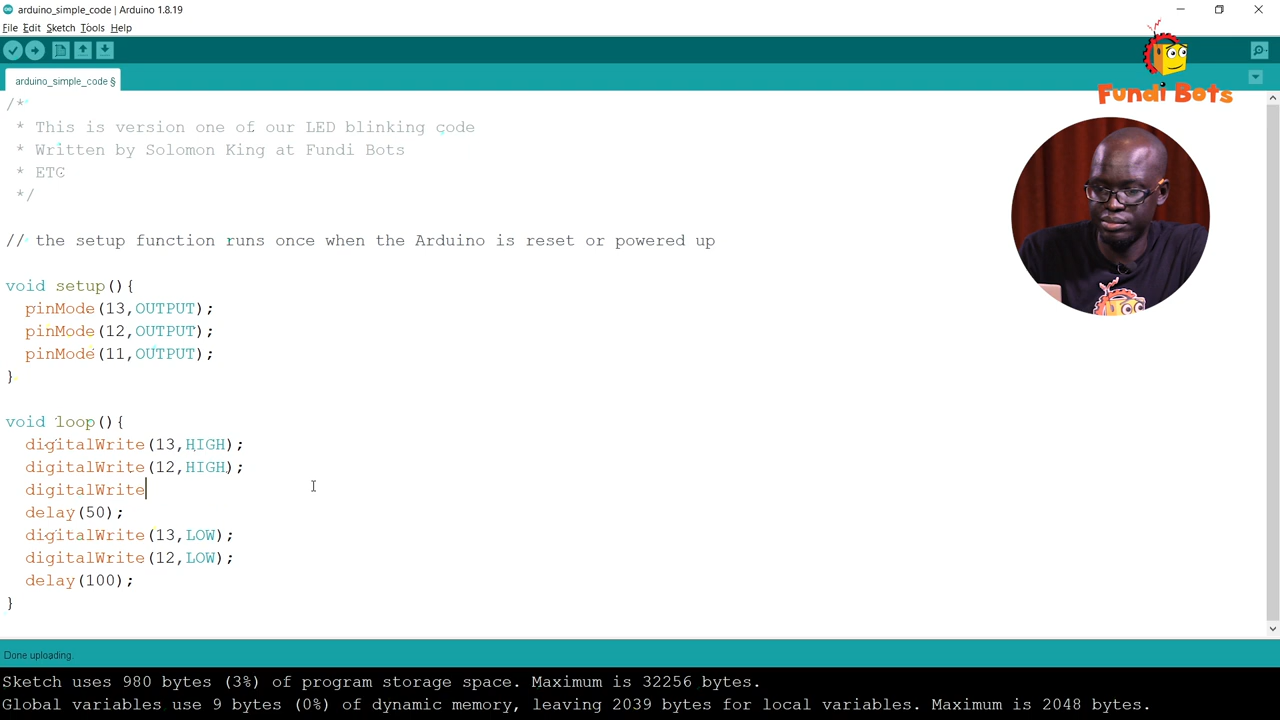 arduino_simple_code | Arduino 1.8.19
File Edit Sketch Tools Help
arduino_simple_code §
Fundi Bots
/*
* This is version one of our LED blinking code
* Written by Solomon King at Fundi Bots
* ETC
*/
// the setup function runs once when the Arduino is reset or powered up
void setup(){
pinMode(13,OUTPUT);
pinMode(12,OUTPUT);
pinMode(11,OUTPUT);
}
void loop(){
digitalWrite(13,HIGH);
digitalWrite(12,HIGH);
digitalWrite
delay(50);
digitalWrite(13,LOW);
digitalWrite(12,LOW);
delay(100);
}
Done uploading.
Sketch uses 980 bytes (3%) of program storage space. Maximum is 32256 bytes.
Global variables use 9 bytes (0%) of dynamic memory, leaving 2039 bytes for local variables. Maximum is 2048 bytes.